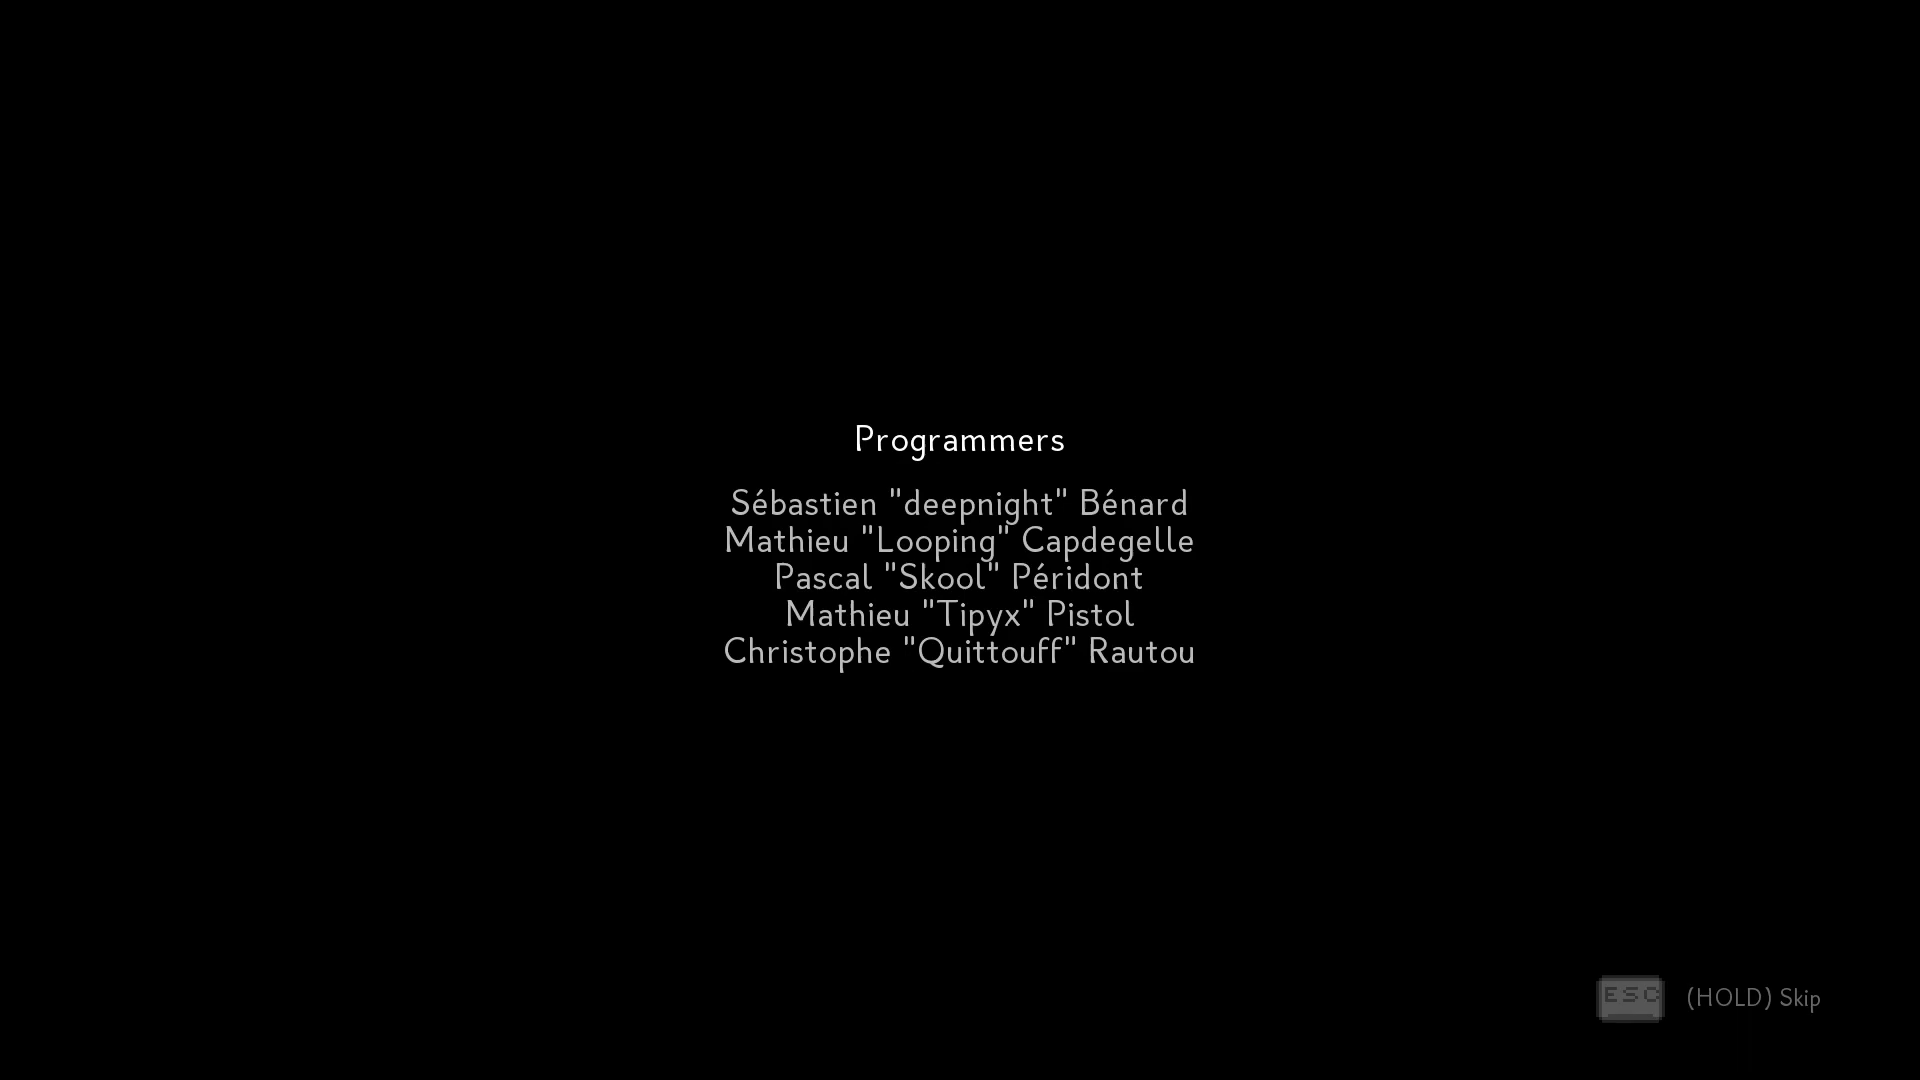 Programmers
Sébastien "deepnight" Bénard
Mathieu "Looping" Capdegelle
Pascal "Skool" Péridont
Mathieu "Tipyx" Pistol
Christophe "Quittouff" Rautou
ESC (HOLD) Skip